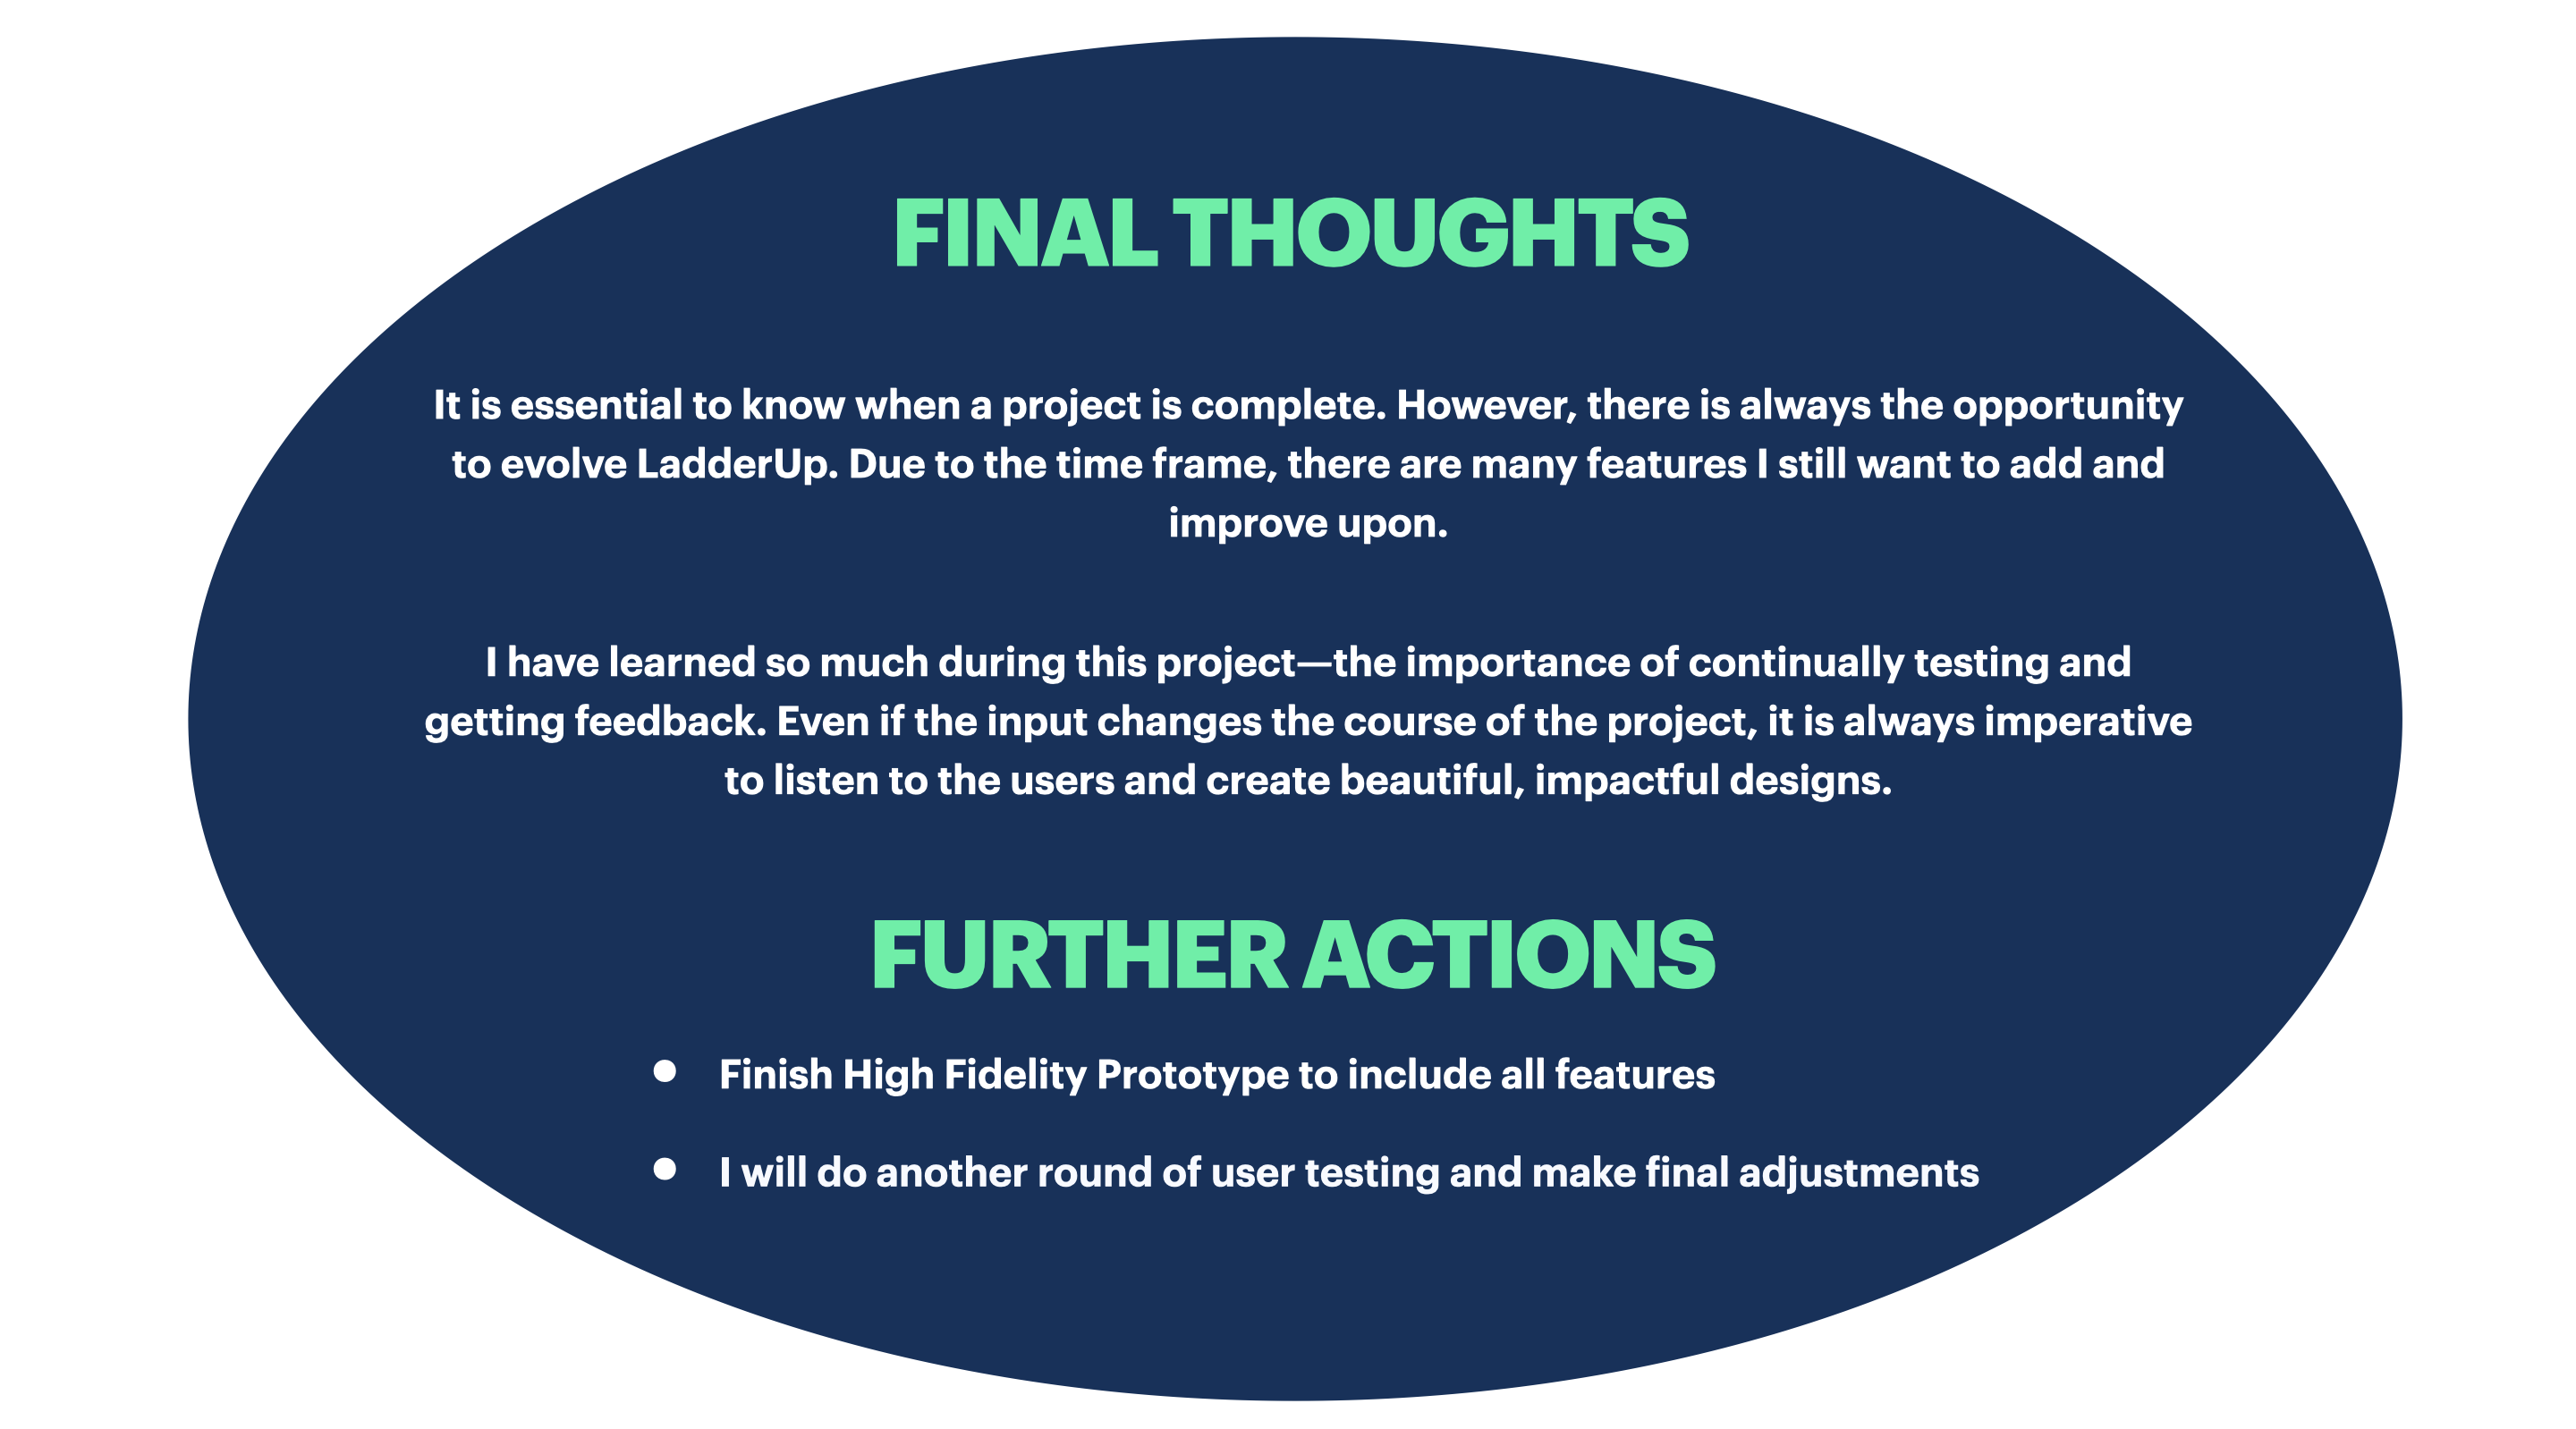 FINAL THOUGHTS
It is essential to know when a project is complete. However, there is always the opportunity
to evolve LadderUp. Due to the time frame, there are many features I still want to add and
improve upon.
I have learned so much during this project—the importance of continually testing and
getting feedback. Even if the input changes the course of the project, it is always imperative
to listen to the users and create beautiful, impactful designs.
FURTHER ACTIONS
● Finish High Fidelity Prototype to include all features
● I will do another round of user testing and make final adjustments